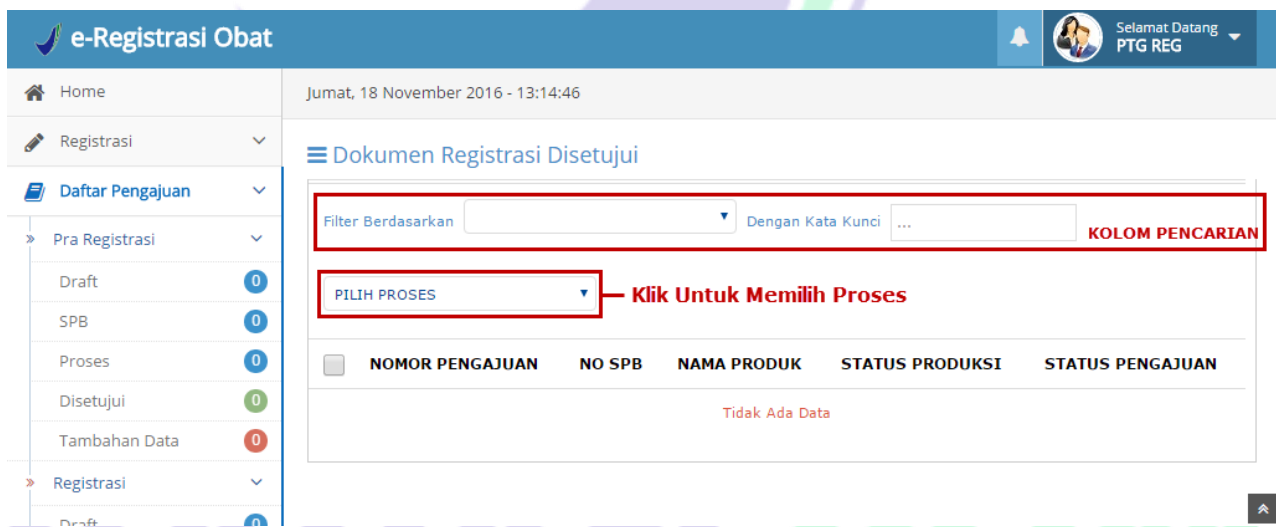 e-Registrasi Obat
Selamat Datang
PTG REG
Home
Jumat, 18 November 2016 - 13:14:46
Registrasi
Dokumen Registrasi Disetujui
Daftar Pengajuan
Filter Berdasarkan
Dengan Kata Kunci ...
KOLOM PENCARIAN
Pra Registrasi
Draft 0
SPB 0
Proses 0
Disetujui 0
Tambahan Data 0
Registrasi
Draft 0
PILIH PROSES
Klik Untuk Memilih Proses
NOMOR PENGAJUAN NO SPB NAMA PRODUK STATUS PRODUKSI STATUS PENGAJUAN
Tidak Ada Data